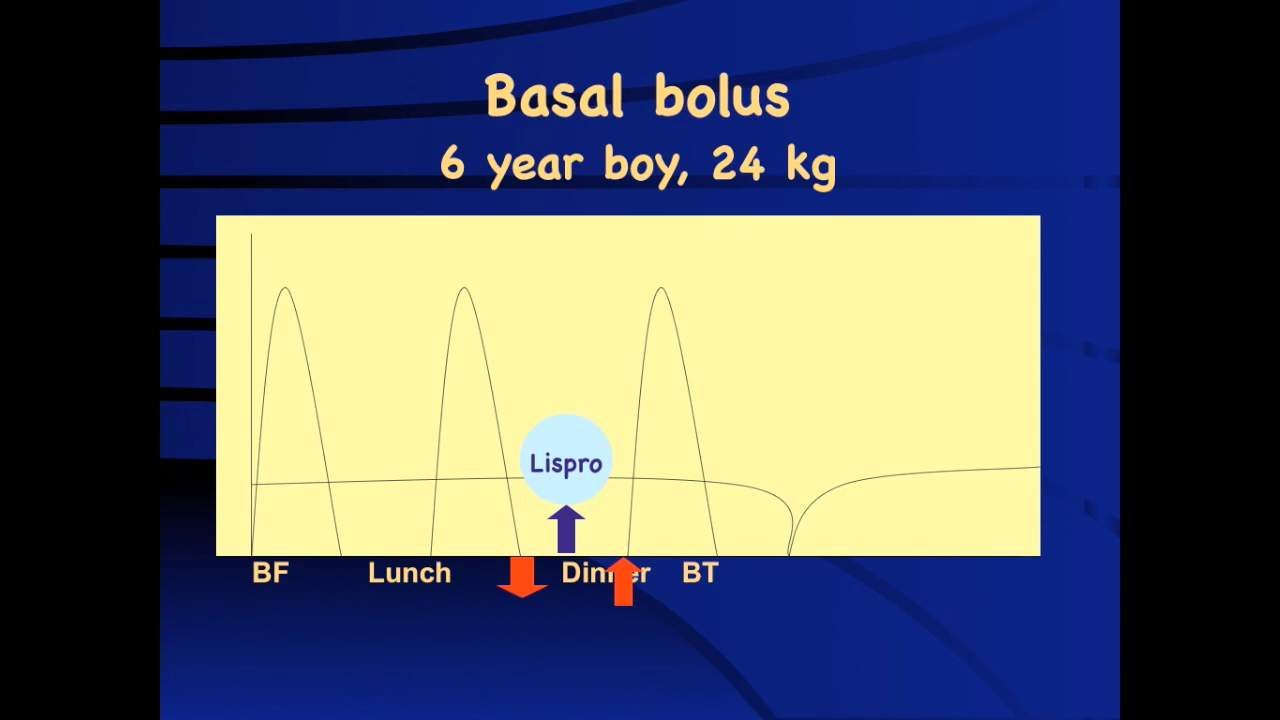 Basal bolus
6 year boy, 24 kg
Lispro
BF Lunch Dinner BT